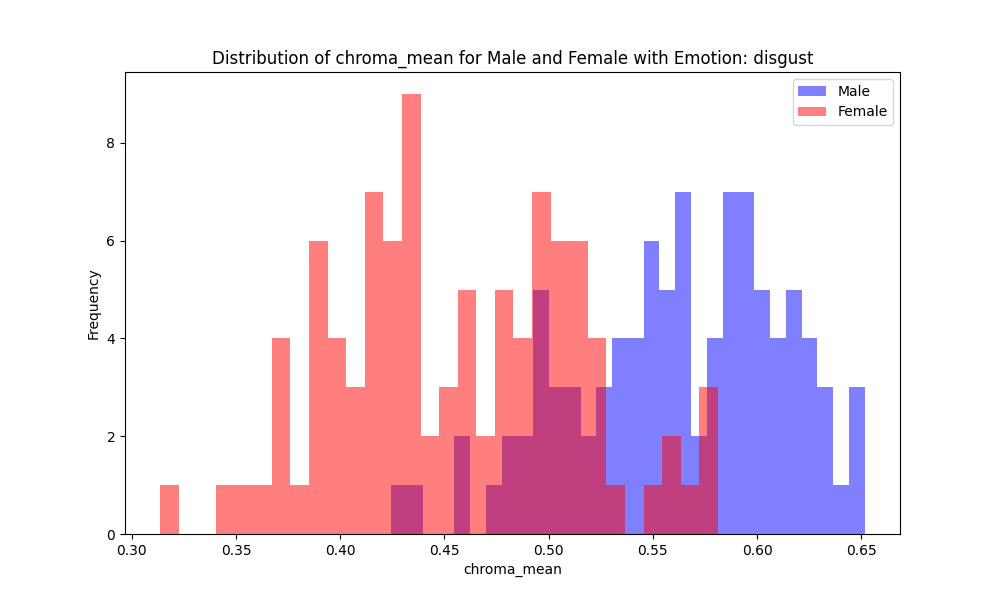 Distribution of chroma_mean for Male and Female with Emotion: disgust
Male
Female
8
6
4
2
0
Frequency
0.30 0.35 0.40 0.45 0.50 0.55 0.60 0.65
chroma_mean